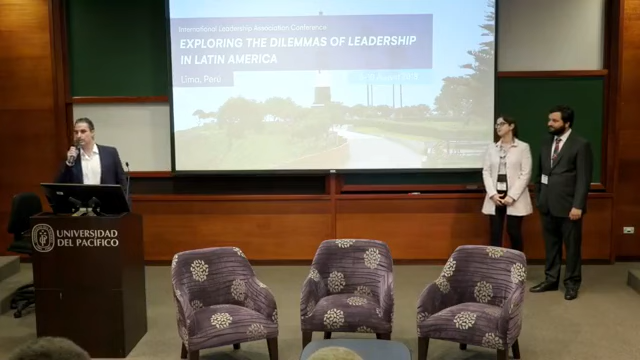 International Leadership Association Conference
EXPLORING THE DILEMMAS OF LEADERSHIP
IN LATIN AMERICA
Lima, Perú
UNIVERSIDAD
DEL PACÍFICO